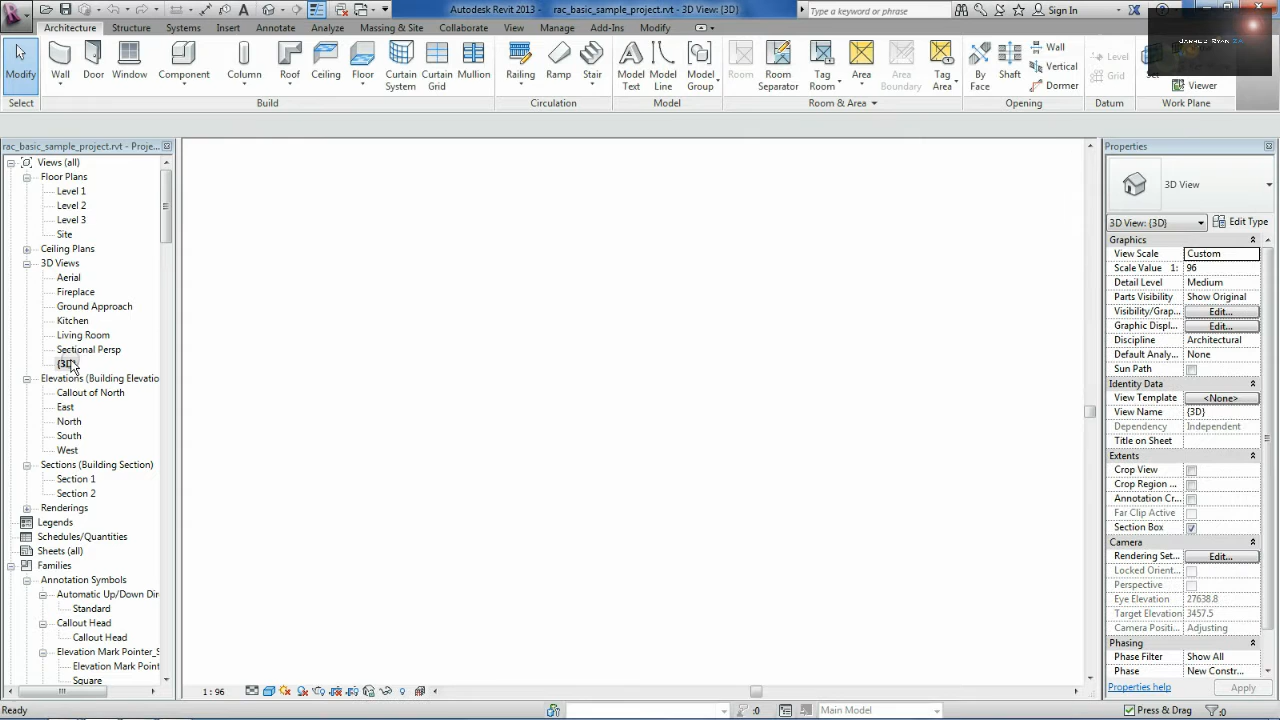 Autodesk Revit 2013 - rac_basic_sample_project.rvt - 3D View: {3D}
Type a keyword or phrase
Sign In
Architecture Structure Systems Insert Annotate Analyze Massing & Site Collaborate View Manage Add-Ins Modify
Modify Wall Door Window Component Column Roof Ceiling Floor Curtain System Curtain Grid Mullion Railing Ramp Stair Model Text Model Line Model Group Room Room Separator Tag Room Area Area Boundary Tag Area By Face Shaft Wall Vertical Dormer Level Grid Set Viewer
Select Build Circulation Model Room & Area Opening Datum Work Plane
rac_basic_sample_project.rvt - Proje...
Views (all)
Floor Plans
Level 1
Level 2
Level 3
Site
Ceiling Plans
3D Views
Aerial
Fireplace
Ground Approach
Kitchen
Living Room
Sectional Persp
Elevations (Building Elevatio
Callout of North
East
North
South
West
Sections (Building Section)
Section 1
Section 2
Renderings
Legends
Schedules/Quantities
Sheets (all)
Families
Annotation Symbols
Automatic Up/Down Dir
Standard
Callout Head
Callout Head
Elevation Mark Pointer_S
Elevation Mark Point
Square
Properties
3D View
3D View: {3D} Edit Type
Graphics
View Scale Custom
Scale Value 1: 96
Detail Level Medium
Parts Visibility Show Original
Visibility/Grap... Edit...
Graphic Displ... Edit...
Discipline Architectural
Default Analy... None
Sun Path
Identity Data
View Template <None>
View Name {3D}
Dependency Independent
Title on Sheet
Extents
Crop View
Crop Region ...
Annotation Cr...
Far Clip Active
Section Box
Camera
Rendering Set... Edit...
Locked Orient...
Perspective
Eye Elevation 27638.8
Target Elevation 3457.5
Camera Positi... Adjusting
Phasing
Phase Filter Show All
Phase New Constr...
Properties help Apply
1 : 96
Ready :0 Main Model Press & Drag :0